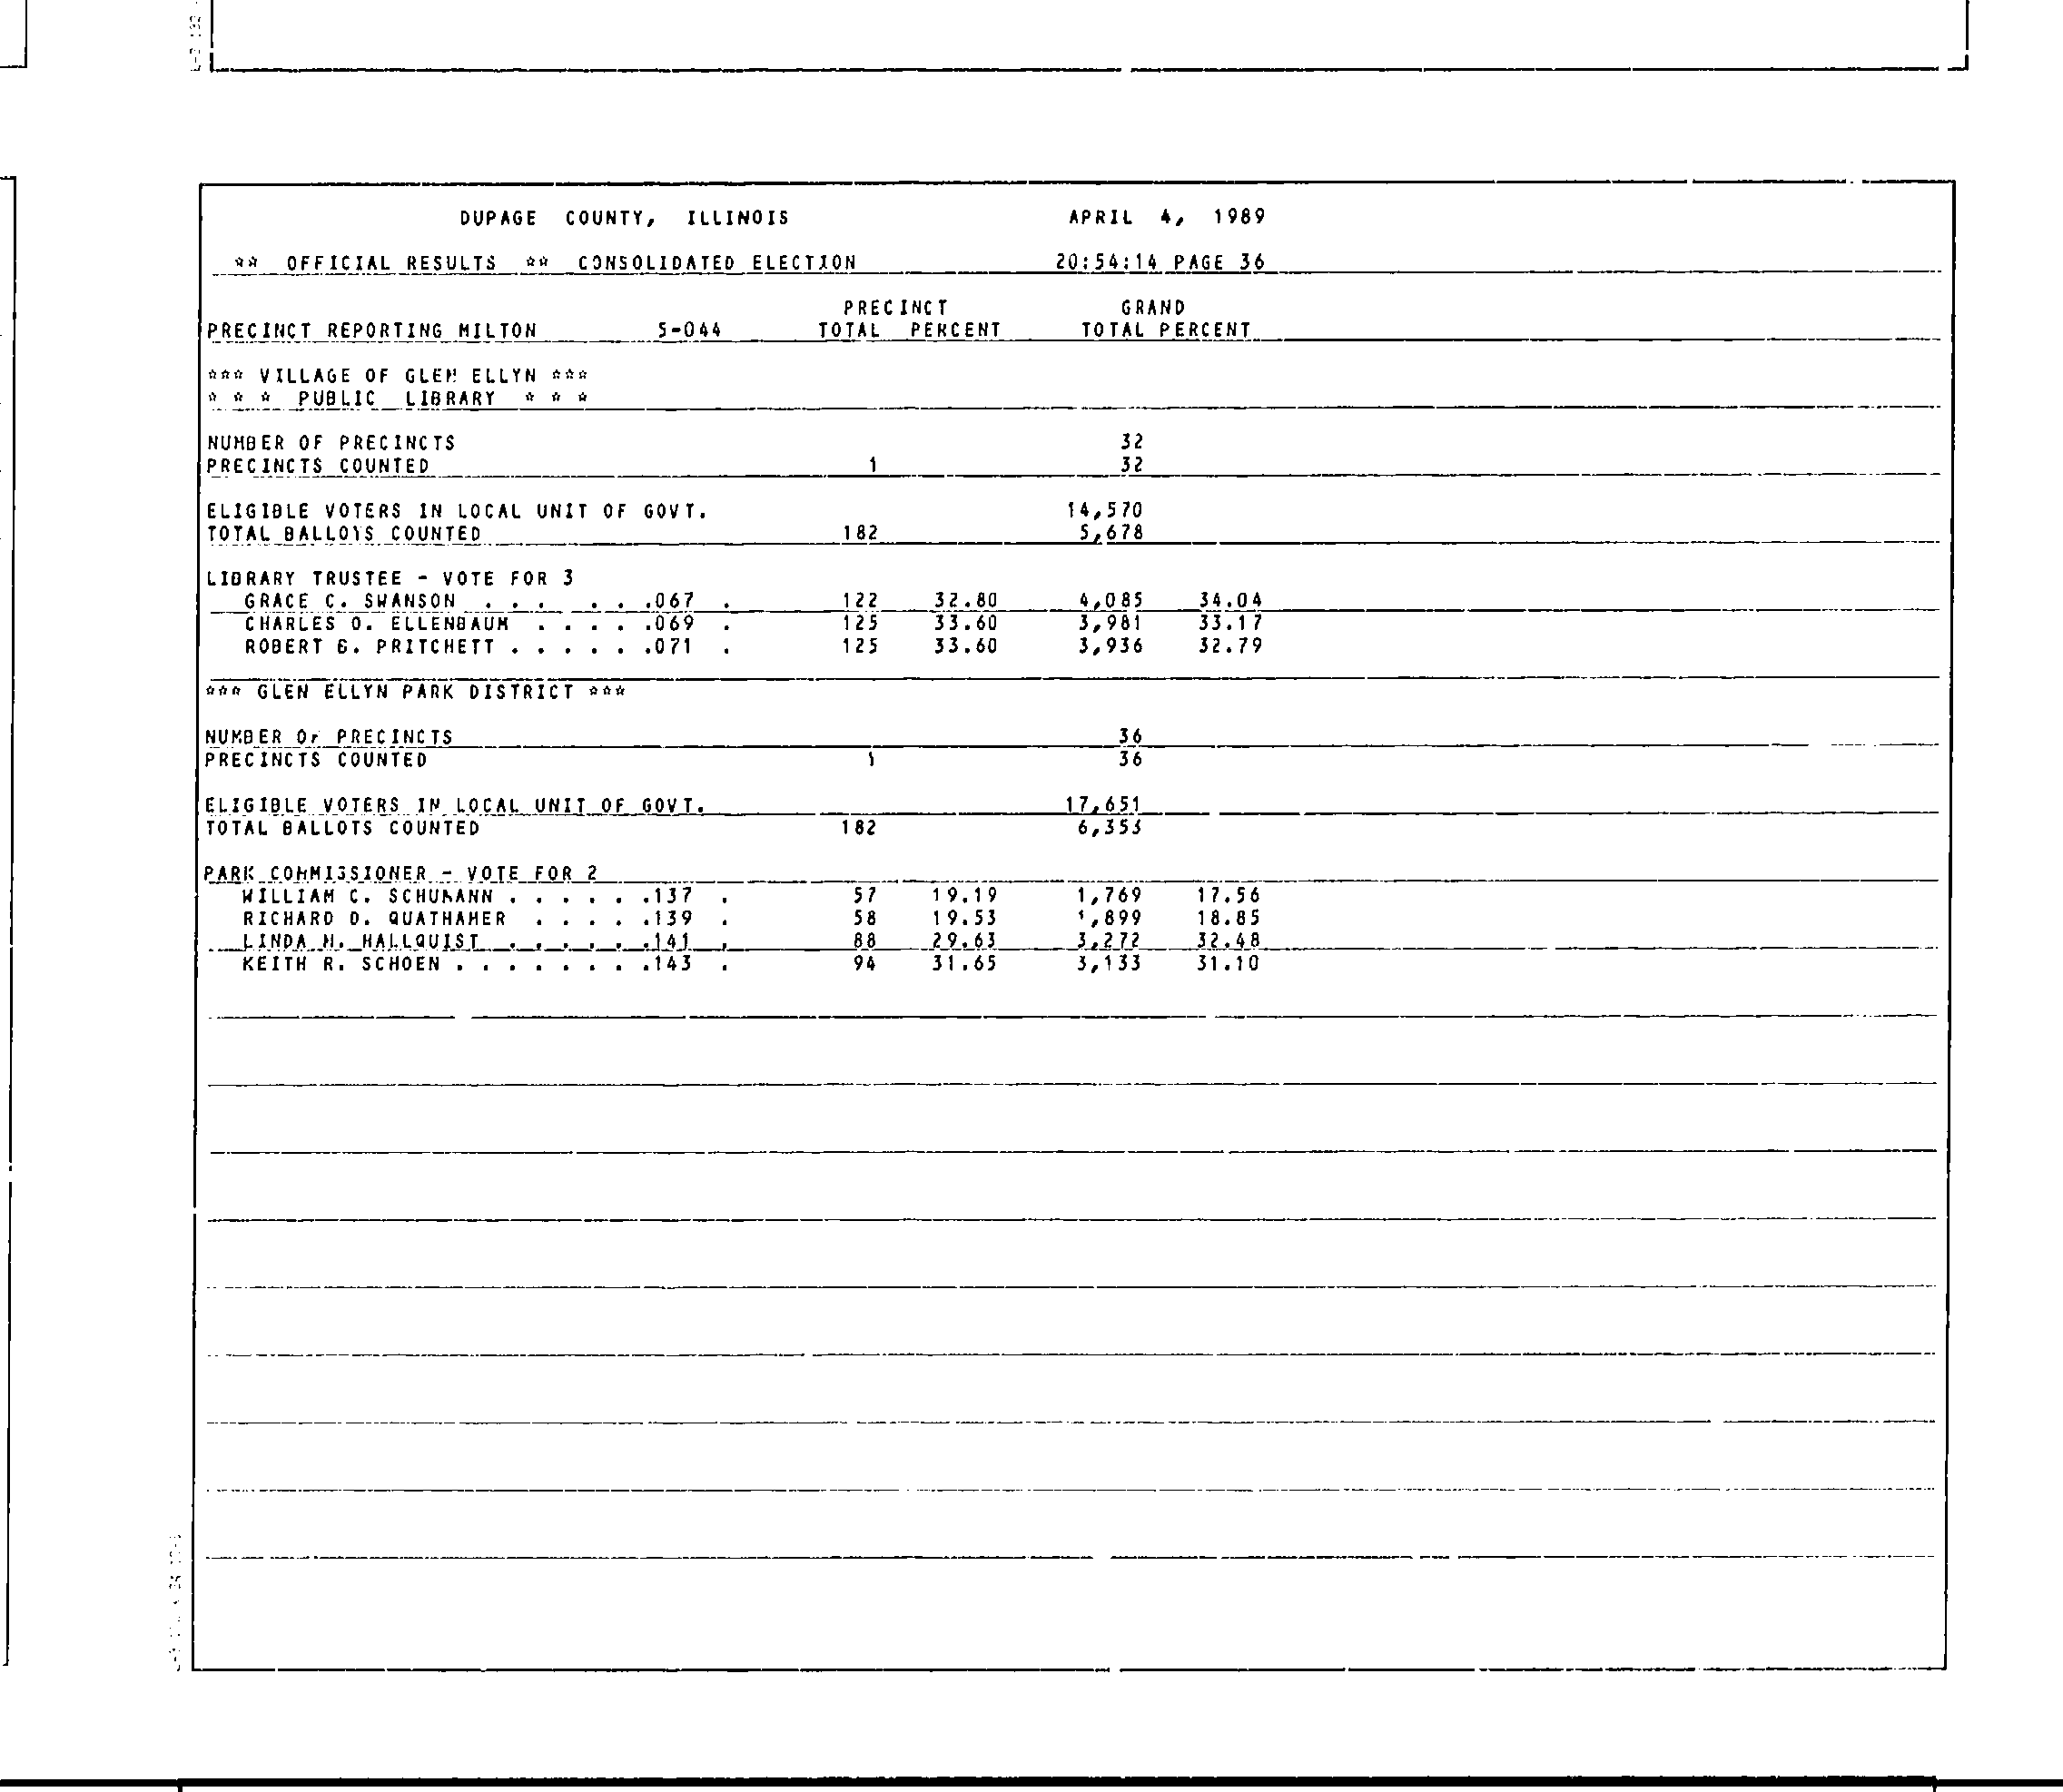 DUPAGE COUNTY, ILLINOIS APRIL 4, 1989
** OFFICIAL RESULTS ** CONSOLIDATED ELECTION 20:54:14 PAGE 36
PRECINCT GRAND
PRECINCT REPORTING MILTON 5-044 TOTAL PERCENT TOTAL PERCENT
*** VILLAGE OF GLEN ELLYN ***
* * * PUBLIC LIBRARY * * *
NUMBER OF PRECINCTS 32
PRECINCTS COUNTED 1 32
ELIGIBLE VOTERS IN LOCAL UNIT OF GOVT. 14,570
TOTAL BALLOTS COUNTED 182 5,678
LIBRARY TRUSTEE - VOTE FOR 3
GRACE C. SWANSON . . . . . .067 . 122 32.80 4,085 34.04
CHARLES O. ELLENBAUM . . . . .069 . 125 33.60 3,981 33.17
ROBERT G. PRITCHETT . . . . . .071 . 125 33.60 3,936 32.79
*** GLEN ELLYN PARK DISTRICT ***
NUMBER OF PRECINCTS 36
PRECINCTS COUNTED 1 36
ELIGIBLE VOTERS IN LOCAL UNIT OF GOVT. 17,651
TOTAL BALLOTS COUNTED 182 6,353
PARK COMMISSIONER - VOTE FOR 2
WILLIAM C. SCHUMANN . . . . . .137 . 57 19.19 1,769 17.56
RICHARD D. QUATHAMER . . . . .139 . 58 19.53 1,899 18.85
LINDA M. HALLQUIST . . . . . .141 . 88 29.63 3,272 32.48
KEITH R. SCHOEN . . . . . . . .143 . 94 31.65 3,133 31.10